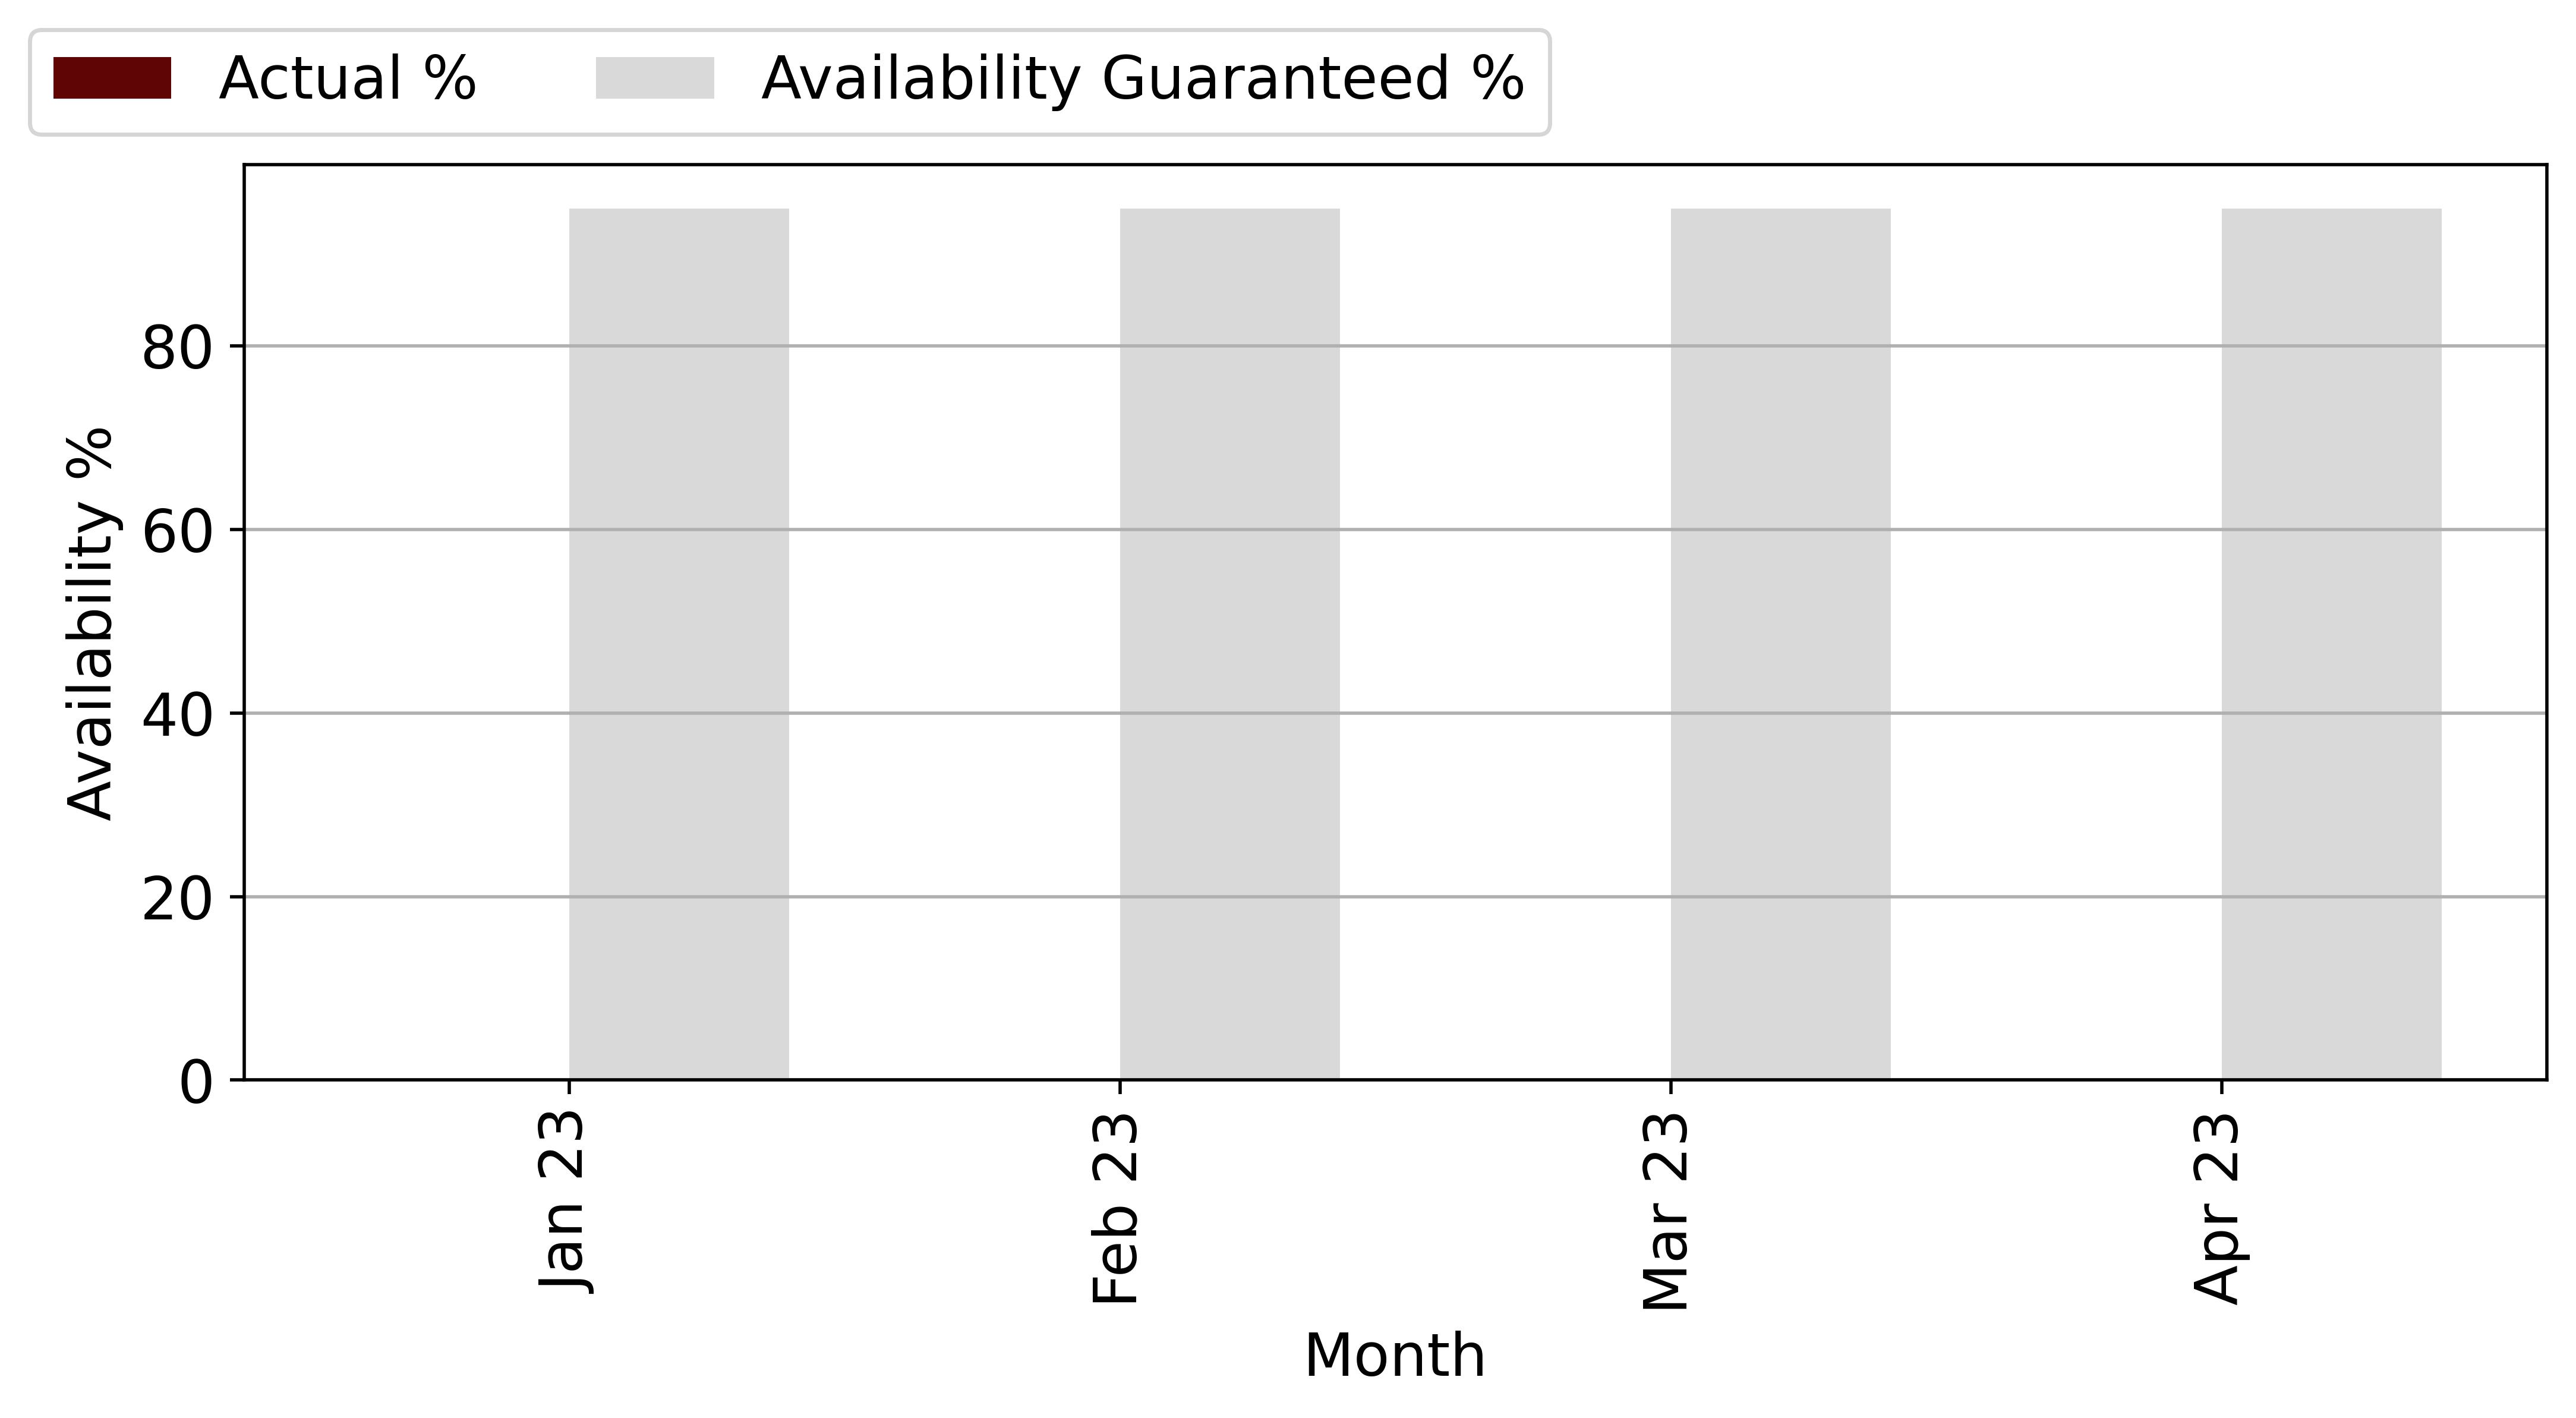 Actual % Availability Guaranteed %
Availability %
80
60
40
20
0
Jan 23
Feb 23
Mar 23
Apr 23
Month